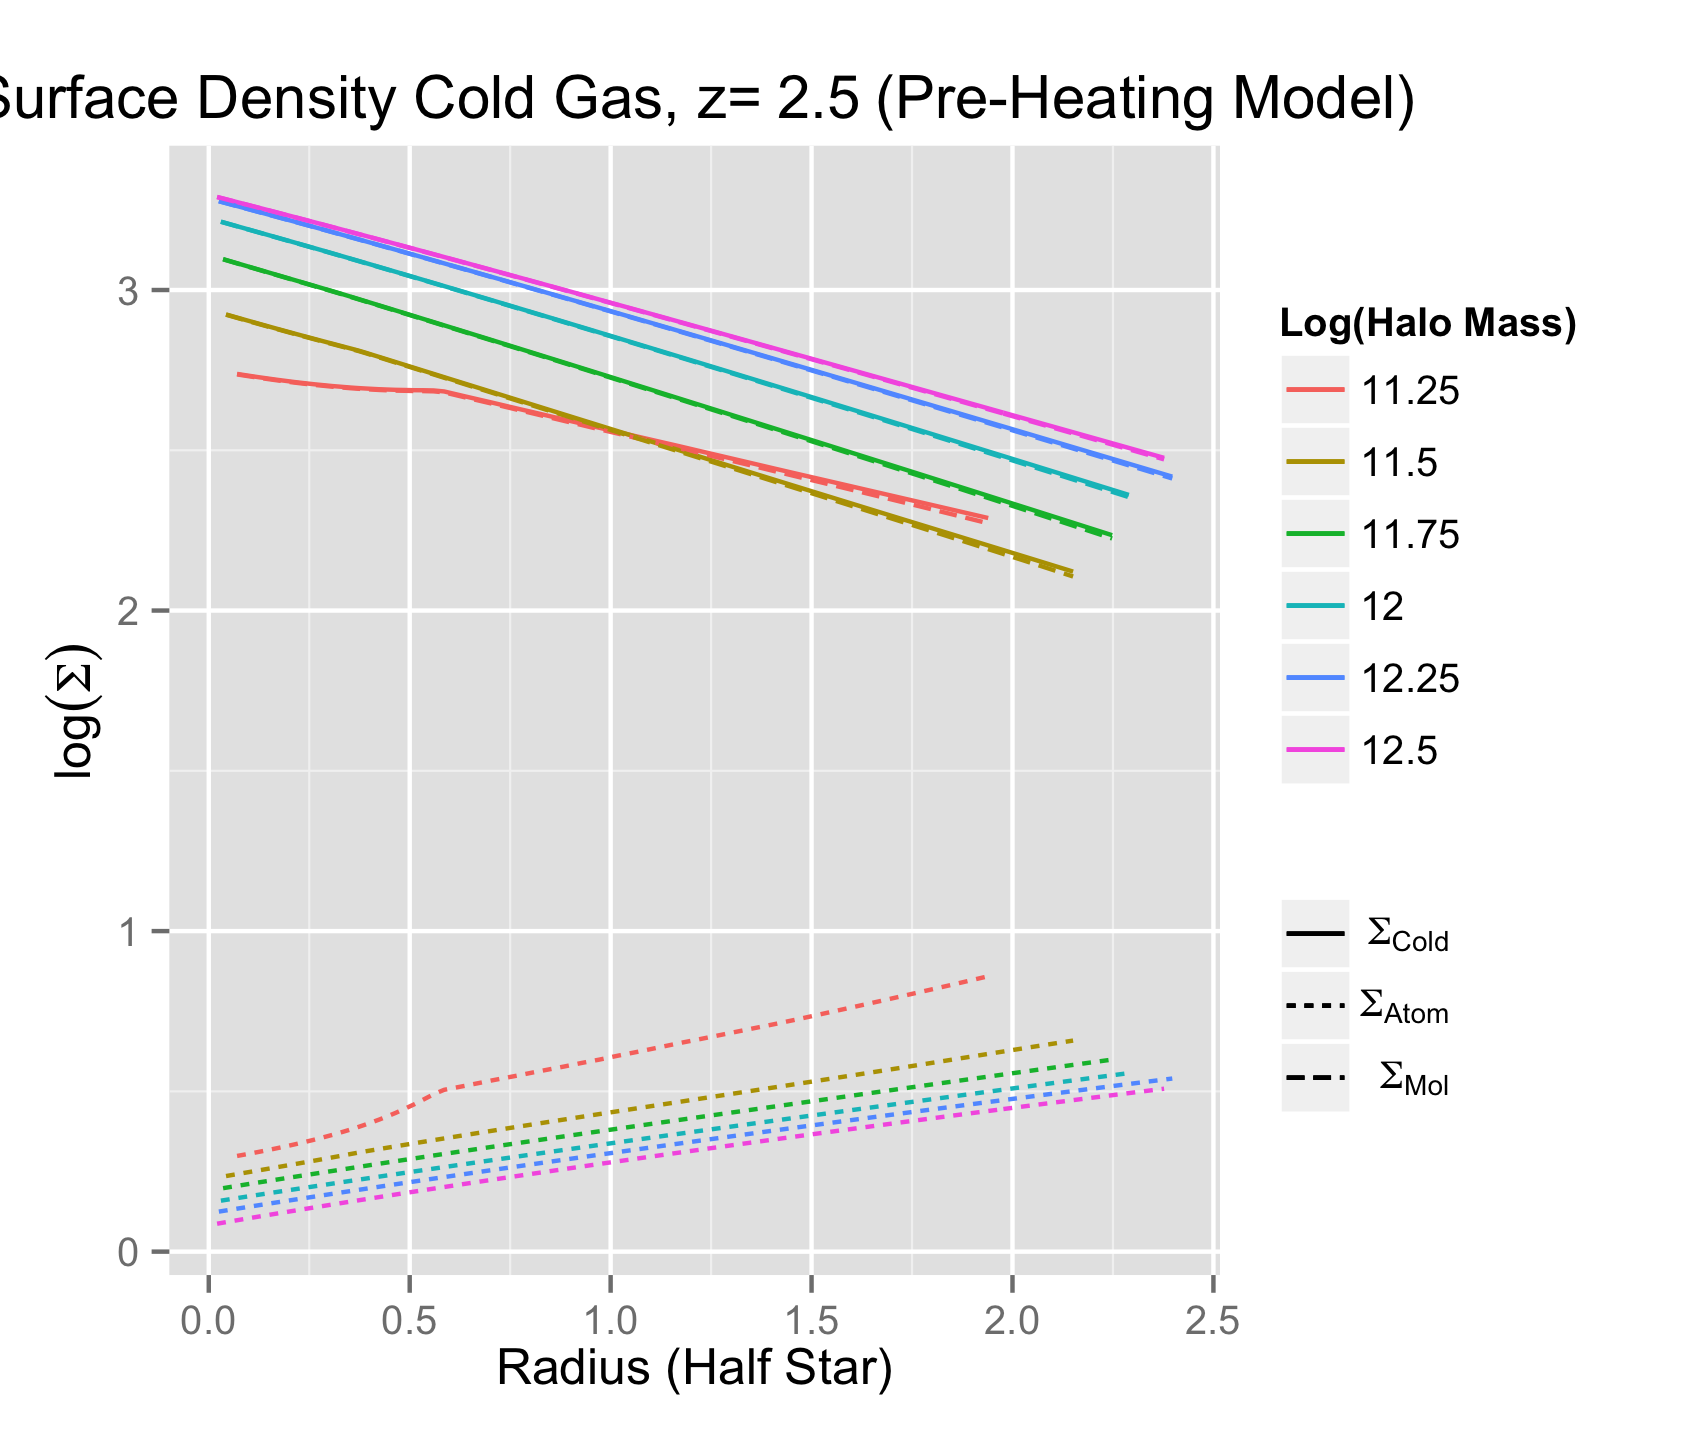 Surface Density Cold Gas, z= 2.5 (Pre-Heating Model)
3
2
1
0
log(Σ)
0.0 0.5 1.0 1.5 2.0 2.5
Radius (Half Star)
Log(Halo Mass)
11.25
11.5
11.75
12
12.25
12.5
ΣCold
ΣAtom
ΣMol